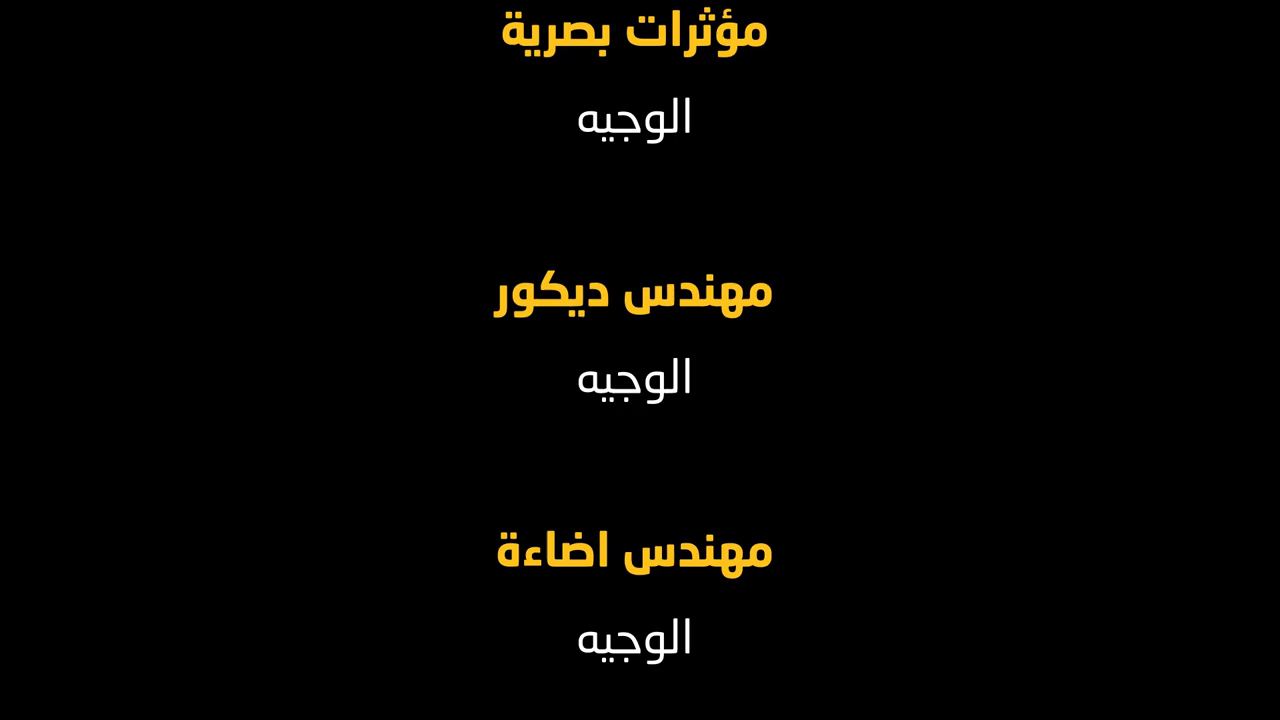 مؤثرات بصرية
الوجيه
مهندس ديكور
الوجيه
مهندس اضاءة
الوجيه